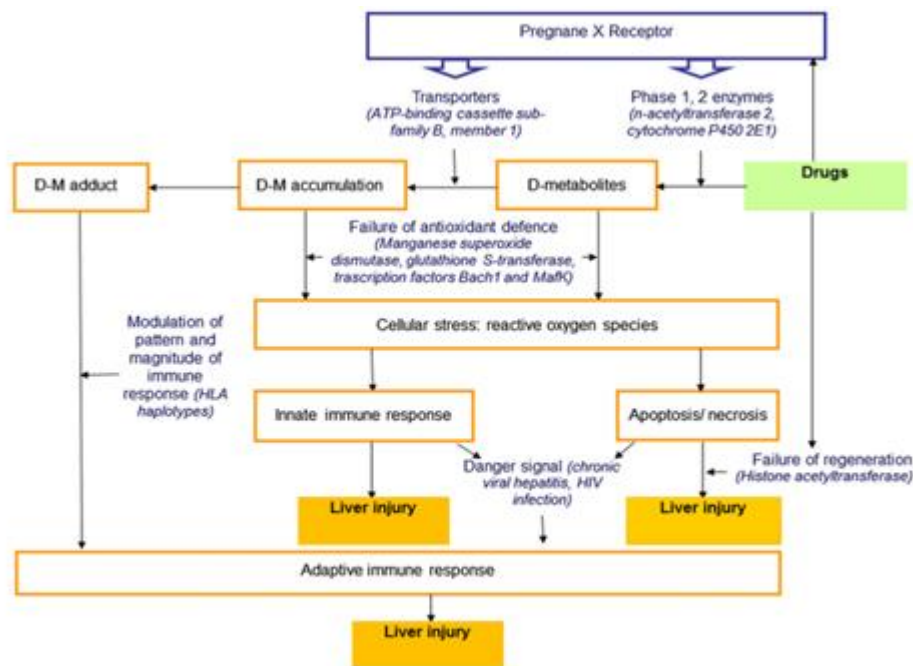 Pregnane X Receptor
Transporters
(ATP-binding cassette sub-
family B, member 1)
Phase 1, 2 enzymes
(n-acetyltransferase 2,
cytochrome P450 2E1)
D-M adduct
D-M accumulation
D-metabolites
Drugs
Failure of antioxidant defence
(Manganese superoxide
dismutase, glutathione S-transferase,
trascription factors Bach1 and MafK)
Cellular stress: reactive oxygen species
Modulation of
pattern and
magnitude of
immune
response (HLA
haplotypes)
Innate immune response
Apoptosis/ necrosis
Danger signal (chronic
viral hepatitis, HIV
infection)
Failure of regeneration
(Histone acetyltransferase)
Liver injury
Liver injury
Adaptive immune response
Liver injury